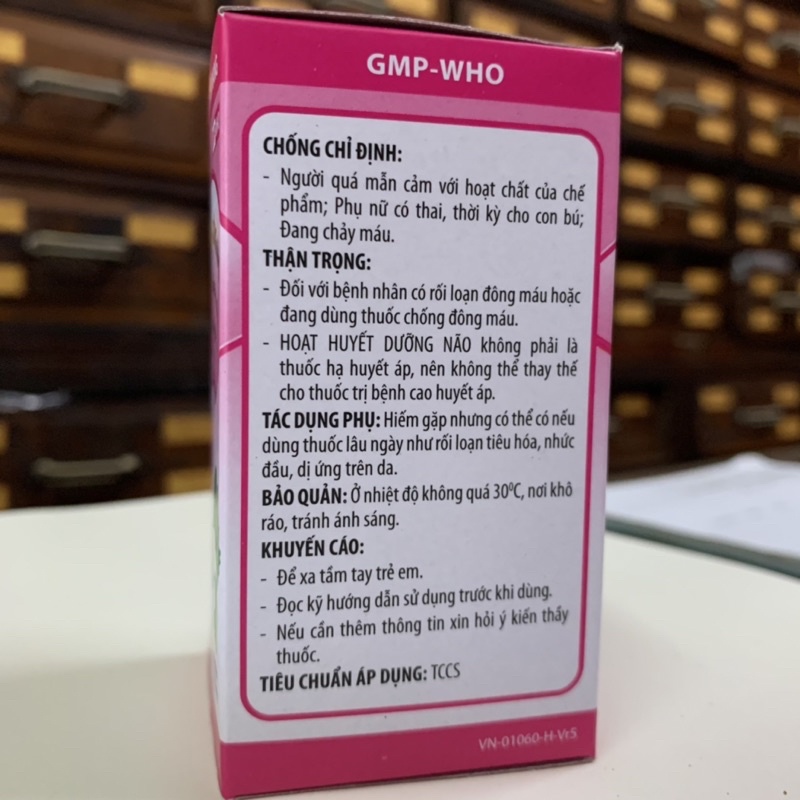 GMP-WHO
CHỐNG CHỈ ĐỊNH:
- Người quá mẫn cảm với hoạt chất của chế
phẩm; Phụ nữ có thai, thời kỳ cho con bú;
Đang chảy máu.
THẬN TRỌNG:
- Đối với bệnh nhân có rối loạn đông máu hoặc
đang dùng thuốc chống đông máu.
- HOẠT HUYẾT DƯỠNG NÃO không phải là
thuốc hạ huyết áp, nên không thể thay thế
cho thuốc trị bệnh cao huyết áp.
TÁC DỤNG PHỤ: Hiếm gặp nhưng có thể có nếu
dùng thuốc lâu ngày như rối loạn tiêu hóa, nhức
đầu, dị ứng trên da.
BẢO QUẢN: Ở nhiệt độ không quá 30⁰C, nơi khô
ráo, tránh ánh sáng.
KHUYẾN CÁO:
- Để xa tầm tay trẻ em.
- Đọc kỹ hướng dẫn sử dụng trước khi dùng.
- Nếu cần thêm thông tin xin hỏi ý kiến thầy
thuốc.
TIÊU CHUẨN ÁP DỤNG: TCCS
VN-01060-H-Vr5